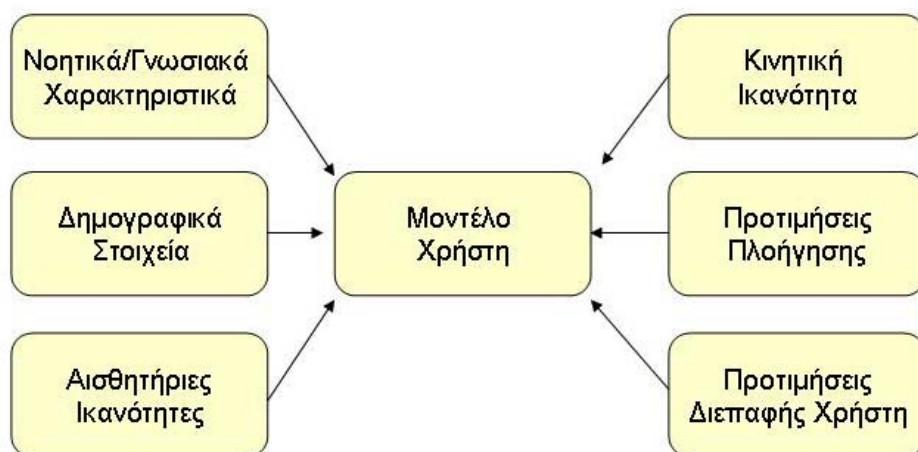 Νοητικά/Γνωσιακά
Χαρακτηριστικά
Δημογραφικά
Στοιχεία
Αισθητήριες
Ικανότητες
Μοντέλο
Χρήστη
Κινητική
Ικανότητα
Προτιμήσεις
Πλοήγησης
Προτιμήσεις
Διεπαφής Χρήστη